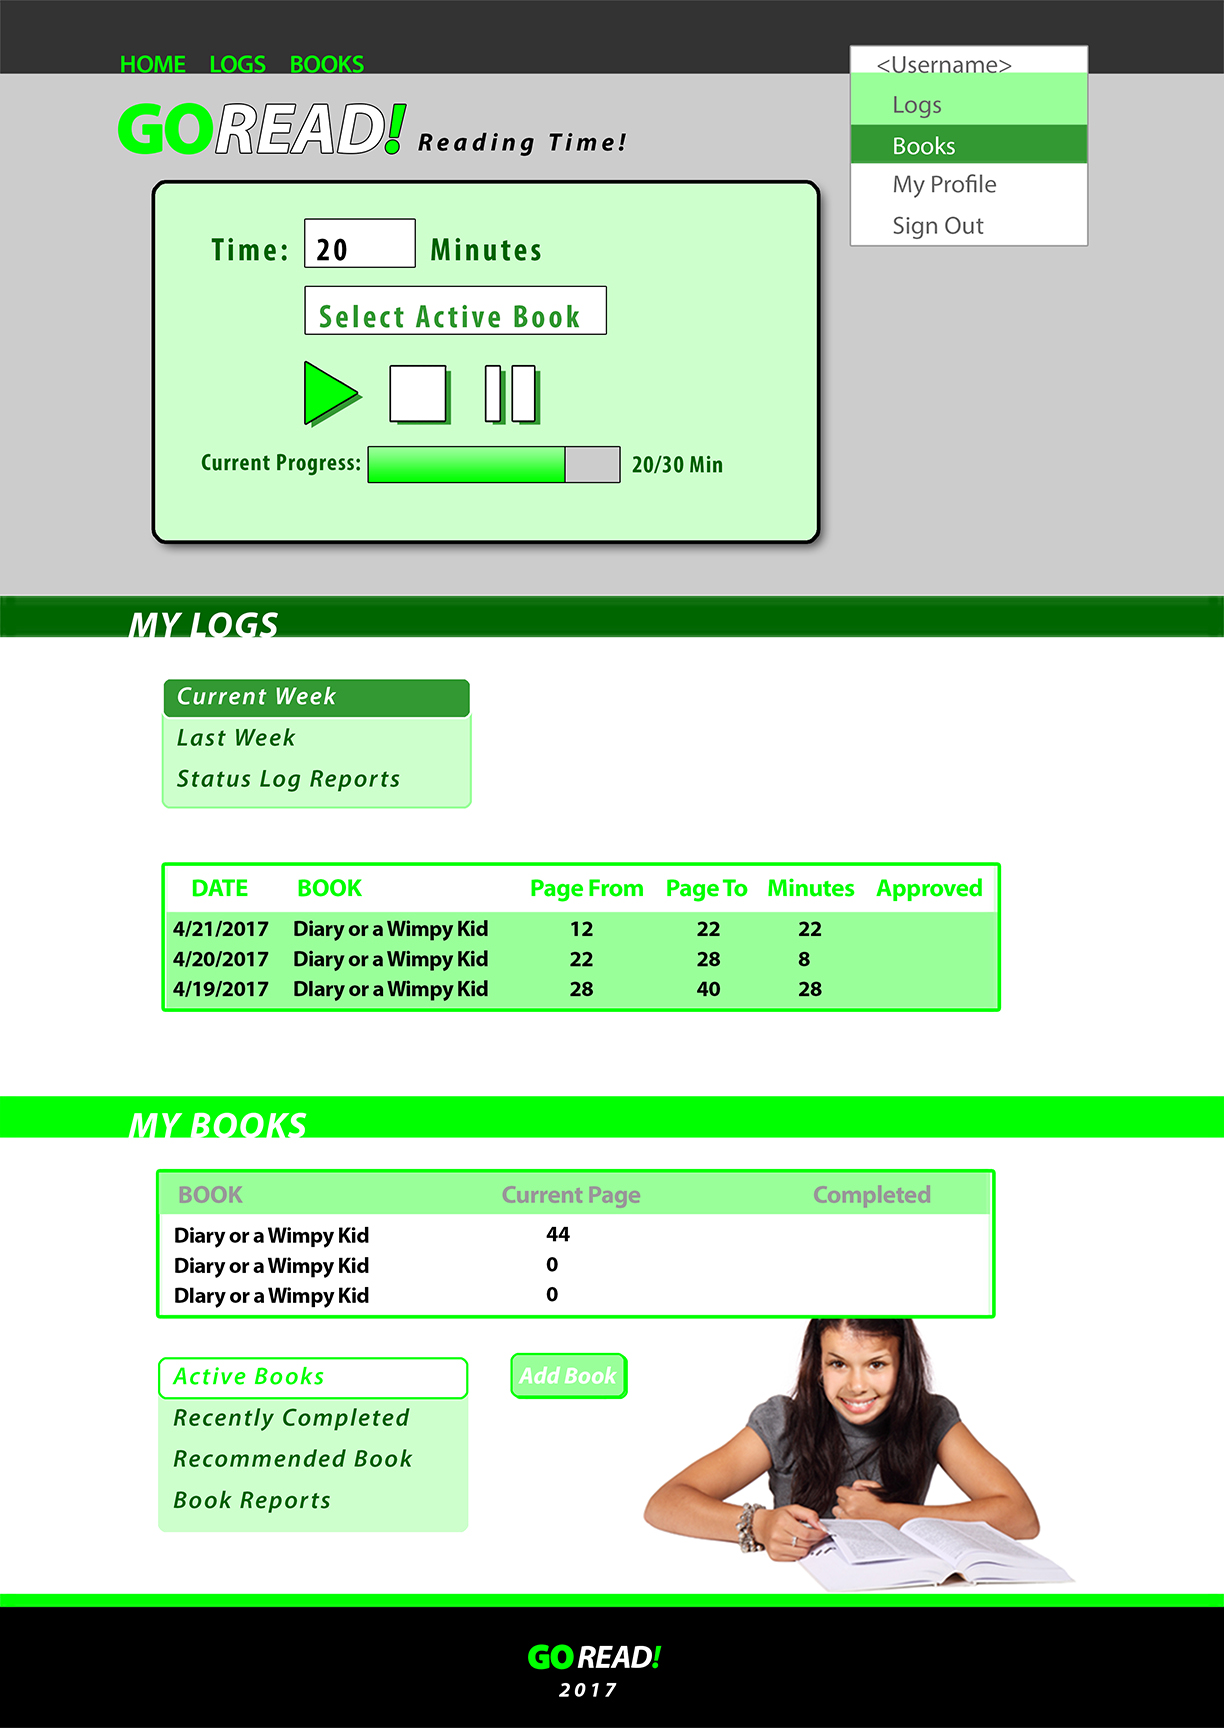 HOME LOGS BOOKS
<Username>
Logs
Books
My Profile
Sign Out
GOREAD! Reading Time!
Time: 20 Minutes
Select Active Book
Current Progress: 20/30 Min
MY LOGS
Current Week
Last Week
Status Log Reports
DATE BOOK Page From Page To Minutes Approved
4/21/2017 Diary or a Wimpy Kid 12 22 22
4/20/2017 Diary or a Wimpy Kid 22 28 8
4/19/2017 DIary or a Wimpy Kid 28 40 28
MY BOOKS
BOOK Current Page Completed
Diary or a Wimpy Kid 44
Diary or a Wimpy Kid 0
DIary or a Wimpy Kid 0
Active Books
Recently Completed
Recommended Book
Book Reports
Add Book
GO READ!
2017